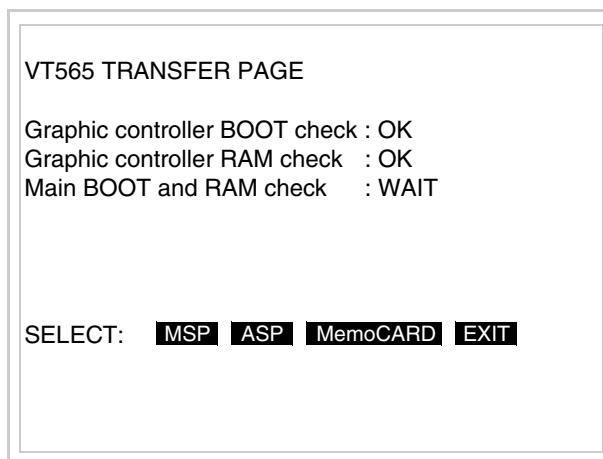 VT565 TRANSFER PAGE
Graphic controller BOOT check : OK
Graphic controller RAM check : OK
Main BOOT and RAM check : WAIT
SELECT: MSP ASP MemoCARD EXIT